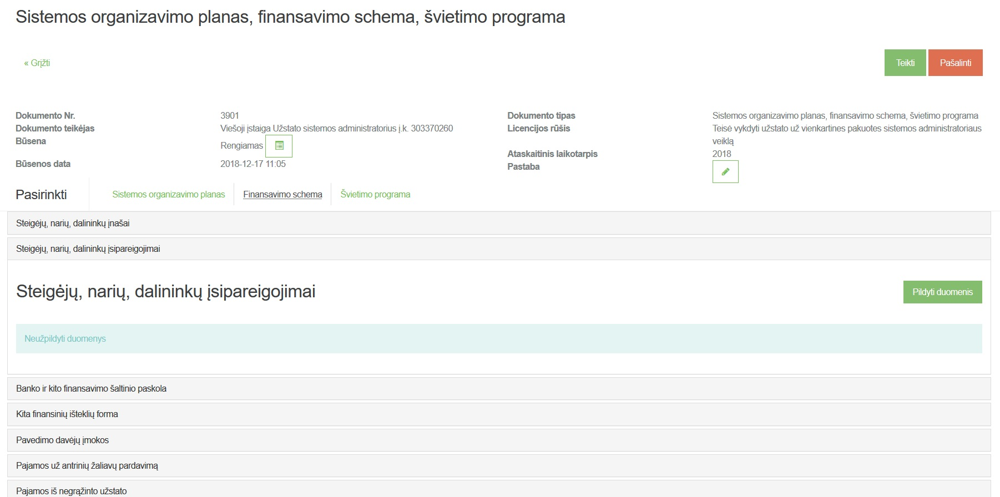 Sistemos organizavimo planas, finansavimo schema, švietimo programa
« Grįžti
Teikti
Pašalinti
Dokumento Nr.
3901
Dokumento teikėjas
Viešoji įstaiga Užstato sistemos administratorius į.k. 303370260
Būsena
Rengiamas
Būsenos data
2018-12-17 11:05
Dokumento tipas
Sistemos organizavimo planas, finansavimo schema, švietimo programa
Licencijos rūšis
Teisė vykdyti užstato už vienkartines pakuotes sistemos administratoriaus
veiklą
Ataskaitinis laikotarpis
2018
Pastaba
Pasirinkti
Sistemos organizavimo planas
Finansavimo schema
Švietimo programa
Steigėjų, narių, dalininkų įnašai
Steigėjų, narių, dalininkų įsipareigojimai
Steigėjų, narių, dalininkų įsipareigojimai
Pildyti duomenis
Neužpildyti duomenys
Banko ir kito finansavimo šaltinio paskola
Kita finansinių išteklių forma
Pavedimo davėjų įmokos
Pajamos už antrinių žaliavų pardavimą
Pajamos iš negrąžinto užstato